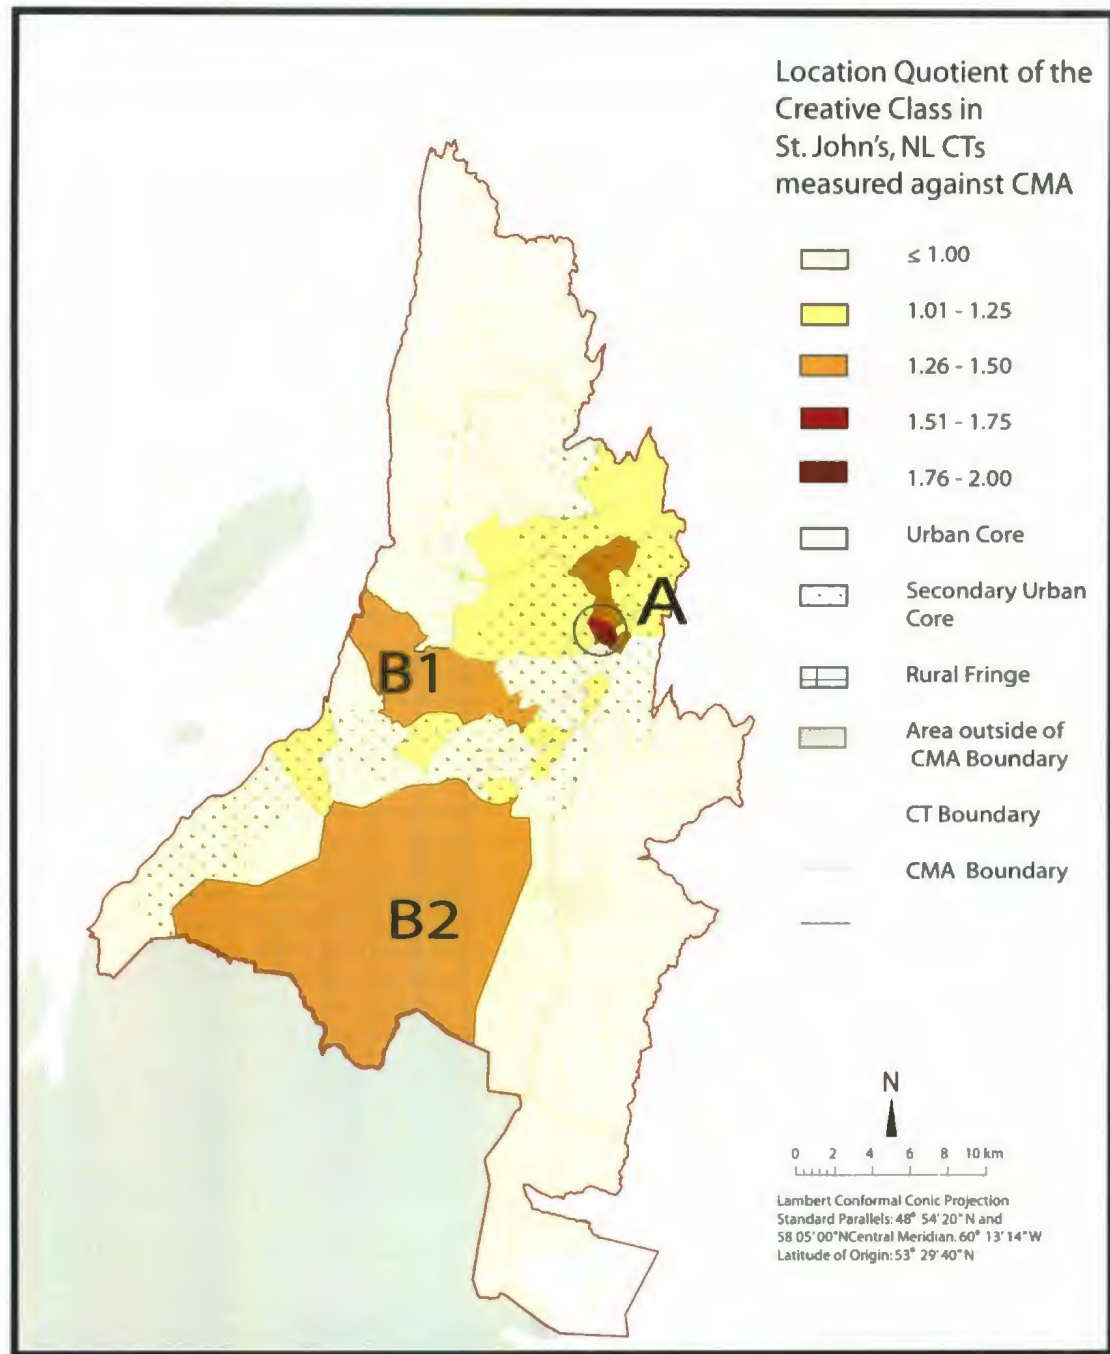 Location Quotient of the
Creative Class in
St. John's, NL CTs
measured against CMA
≤ 1.00
1.01 - 1.25
1.26 - 1.50
1.51 - 1.75
1.76 - 2.00
Urban Core
Secondary Urban
Core
Rural Fringe
Area outside of
CMA Boundary
CT Boundary
CMA Boundary
A
B1
B2
N
0 2 4 6 8 10 km
Lambert Conformal Conic Projection
Standard Parallels: 48° 54' 20" N and
58 05' 00"NCentral Meridian. 60° 13' 14" W
Latitude of Origin: 53° 29' 40" N